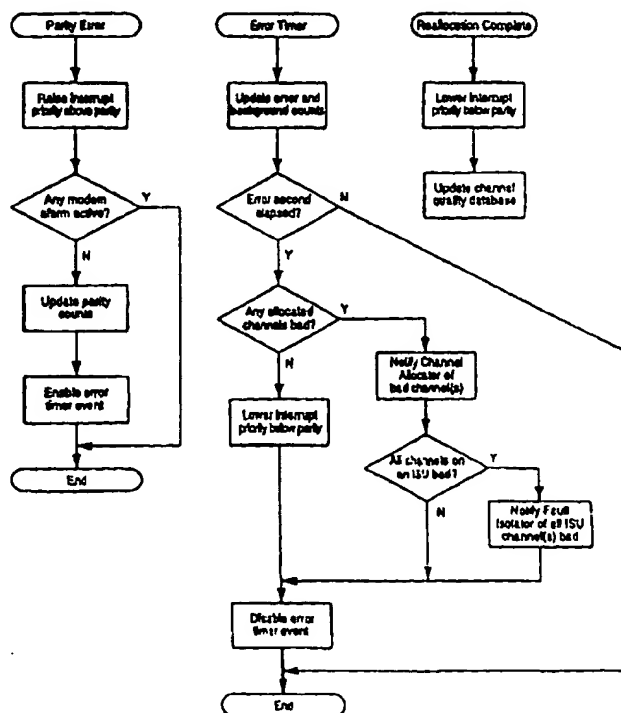 Parity Error
Raise Interrupt
priority above parity
Any modem
alarm active?
Y
N
Update parity
counts
Enable error
timer event
End
Error Timer
Update error and
background counts
Error second
elapsed?
N
Y
Any allocated
channels bad?
Y
N
Notify Channel
Allocator of
bad channel(s)
Lower Interrupt
priority below parity
All channels on
an ISU bad?
Y
N
Notify Fault
Isolator of all ISU
channel(s) bad
Disable error
timer event
End
Reallocation Complete
Lower Interrupt
priority below parity
Update channel
quality database